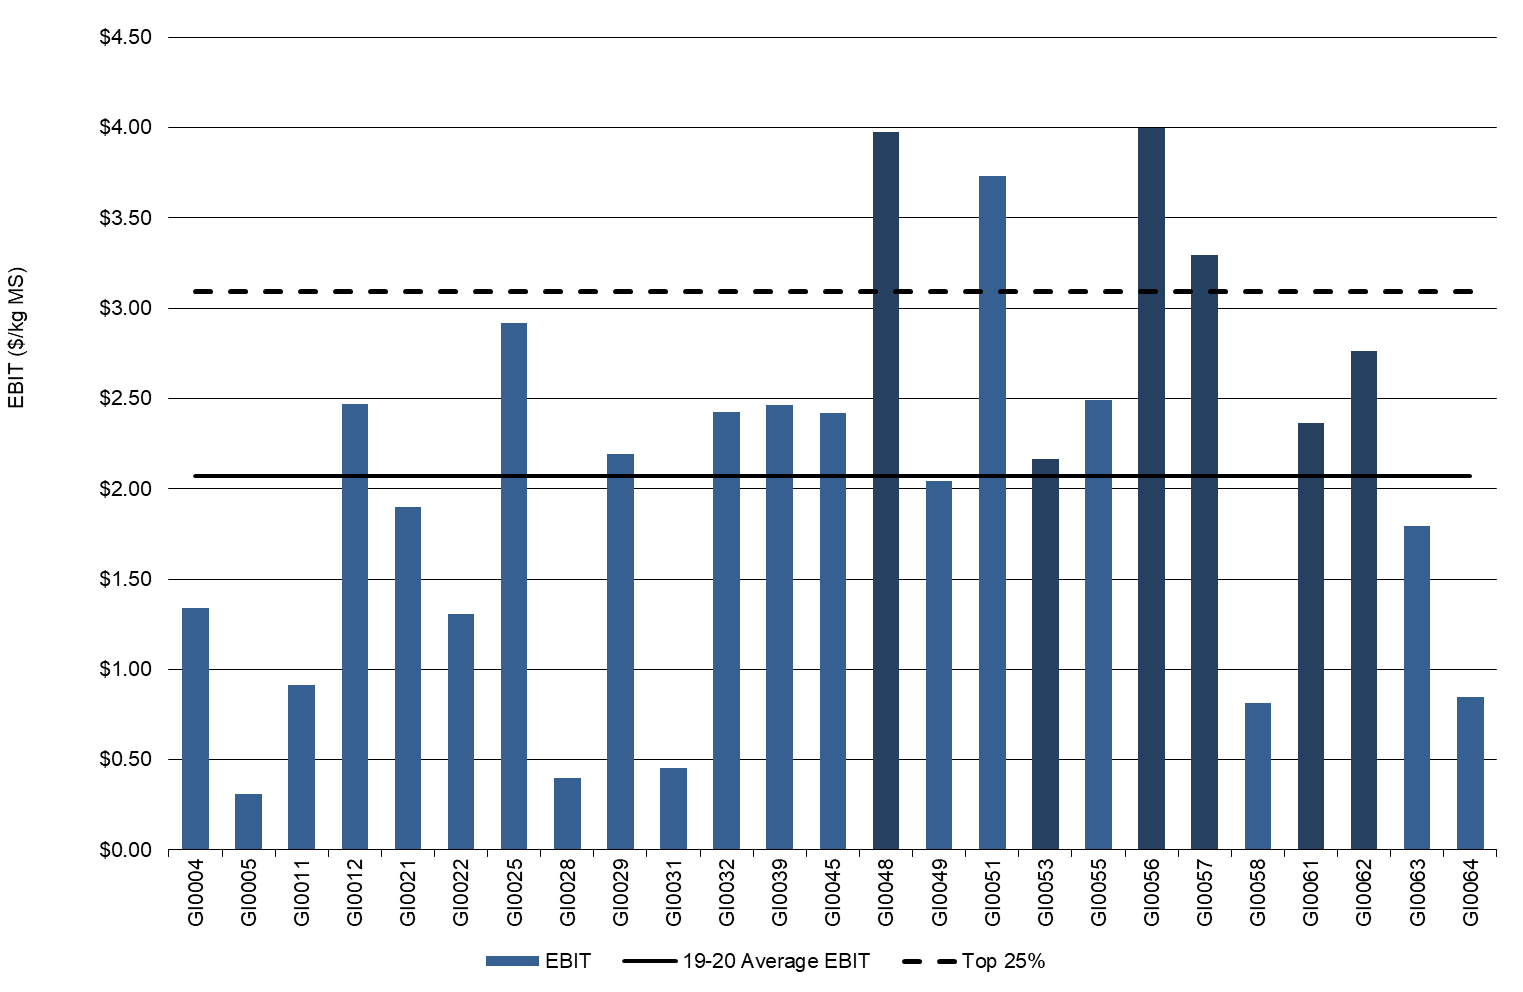 $4.50
$4.00
$3.50
$3.00
$2.50
$2.00
$1.50
$1.00
$0.50
$0.00
EBIT ($/kg MS)
GI0004
GI0005
GI0011
GI0012
GI0021
GI0022
GI0025
GI0028
GI0029
GI0031
GI0032
GI0039
GI0045
GI0048
GI0049
GI0051
GI0053
GI0055
GI0056
GI0057
GI0058
GI0061
GI0062
GI0063
GI0064
EBIT 19-20 Average EBIT Top 25%